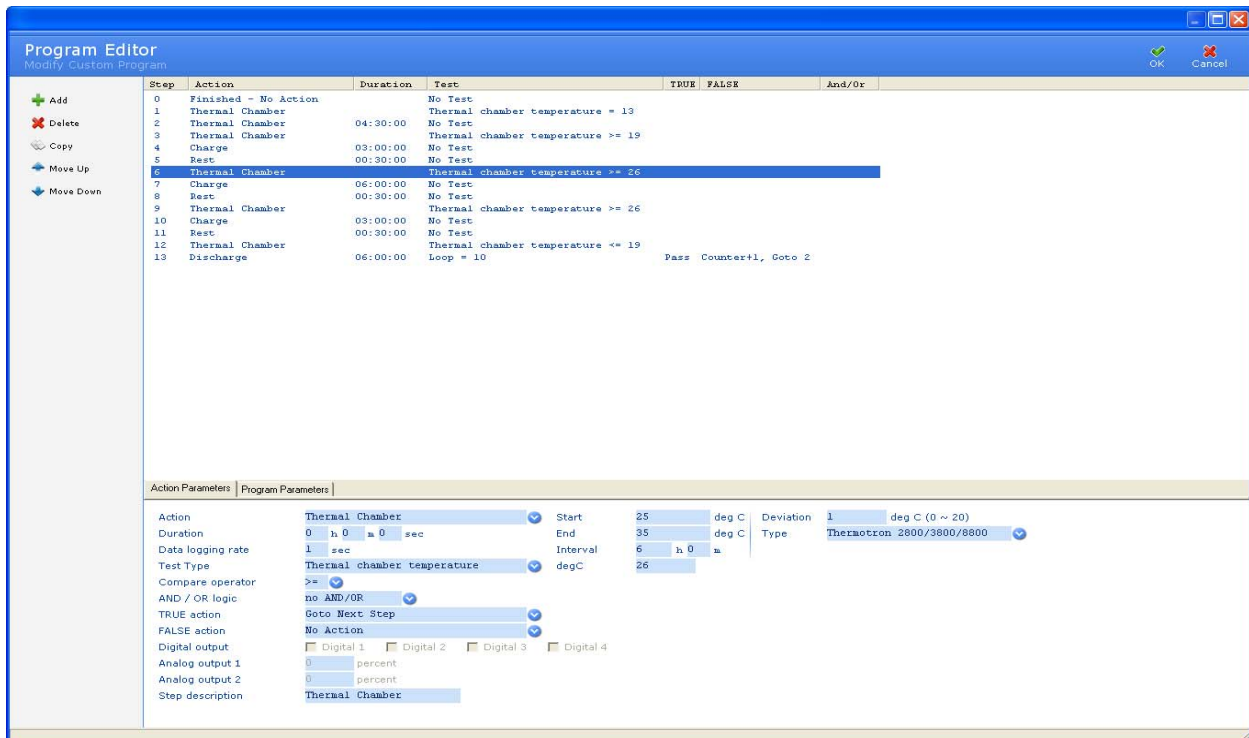 Program Editor
Modify Custom Program
OK
Cancel
Add
Delete
Copy
Move Up
Move Down
Step Action Duration Test TRUE FALSE And/Or
0 Finished - No Action No Test
1 Thermal Chamber Thermal chamber temperature = 13
2 Thermal Chamber 04:30:00 No Test
3 Thermal Chamber Thermal chamber temperature >= 19
4 Charge 03:00:00 No Test
5 Rest 00:30:00 No Test
6 Thermal Chamber Thermal chamber temperature >= 26
7 Charge 06:00:00 No Test
8 Rest 00:30:00 No Test
9 Thermal Chamber Thermal chamber temperature >= 26
10 Charge 03:00:00 No Test
11 Rest 00:30:00 No Test
12 Thermal Chamber Thermal chamber temperature <= 19
13 Discharge 06:00:00 Loop = 10 Pass Counter+1, Goto 2
Action Parameters Program Parameters
Action Thermal Chamber Start 25 deg C Deviation 1 deg C (0 ~ 20)
Duration 0 h 0 m 0 sec End 35 deg C Type Thermotron 2800/3800/8800
Data logging rate 1 sec Interval 6 h 0 m
Test Type Thermal chamber temperature degC 26
Compare operator >=
AND / OR logic no AND/OR
TRUE action Goto Next Step
FALSE action No Action
Digital output Digital 1 Digital 2 Digital 3 Digital 4
Analog output 1 0 percent
Analog output 2 0 percent
Step description Thermal Chamber